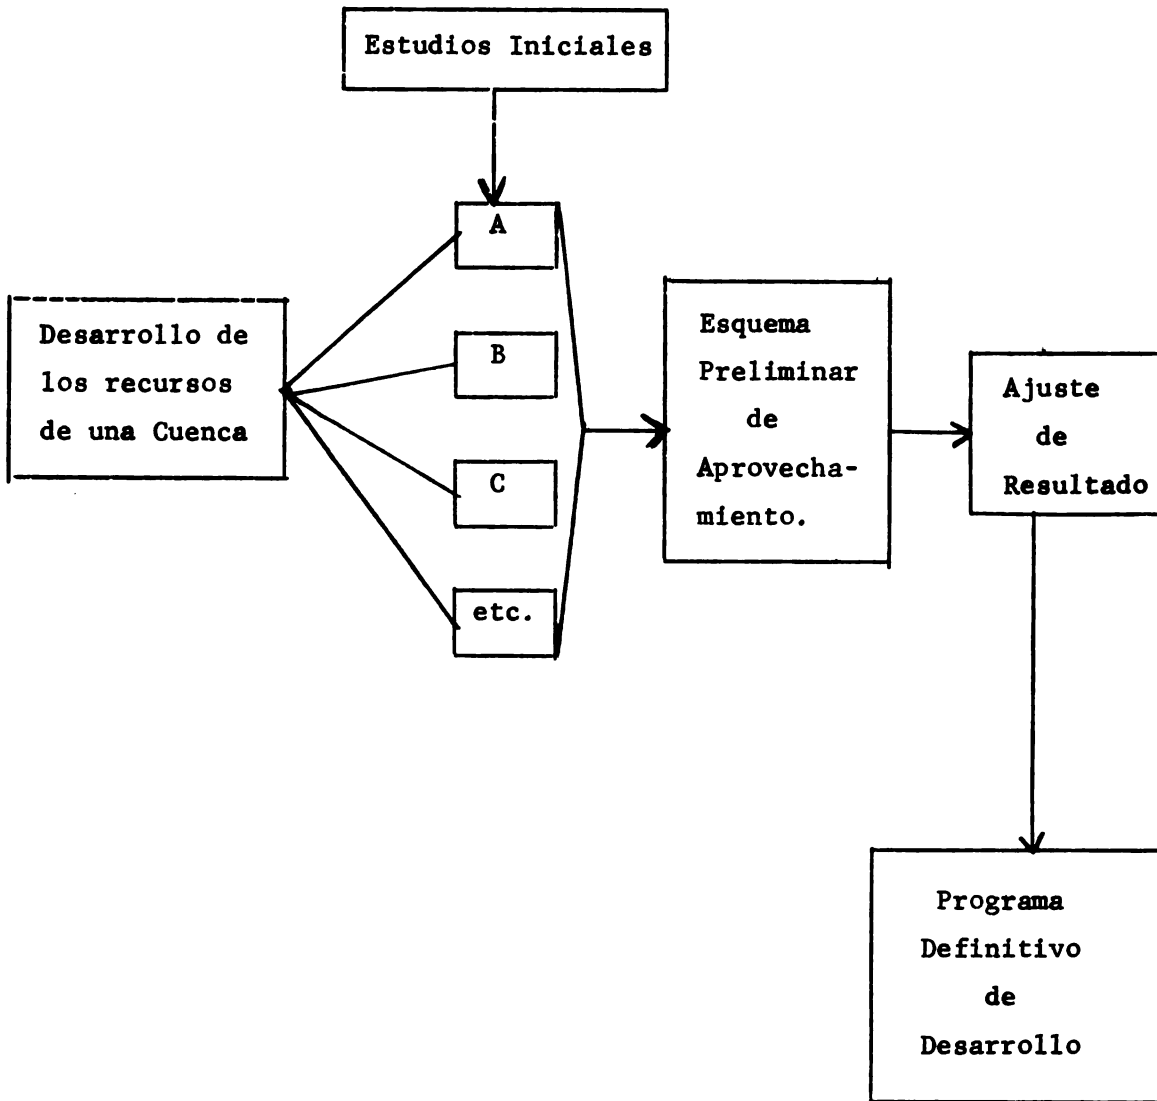 Estudios Iniciales
A
Desarrollo de
los recursos
de una Cuenca
B
C
etc.
Esquema
Preliminar
de
Aprovecha-
miento.
Ajuste
de
Resultado
Programa
Definitivo
de
Desarrollo